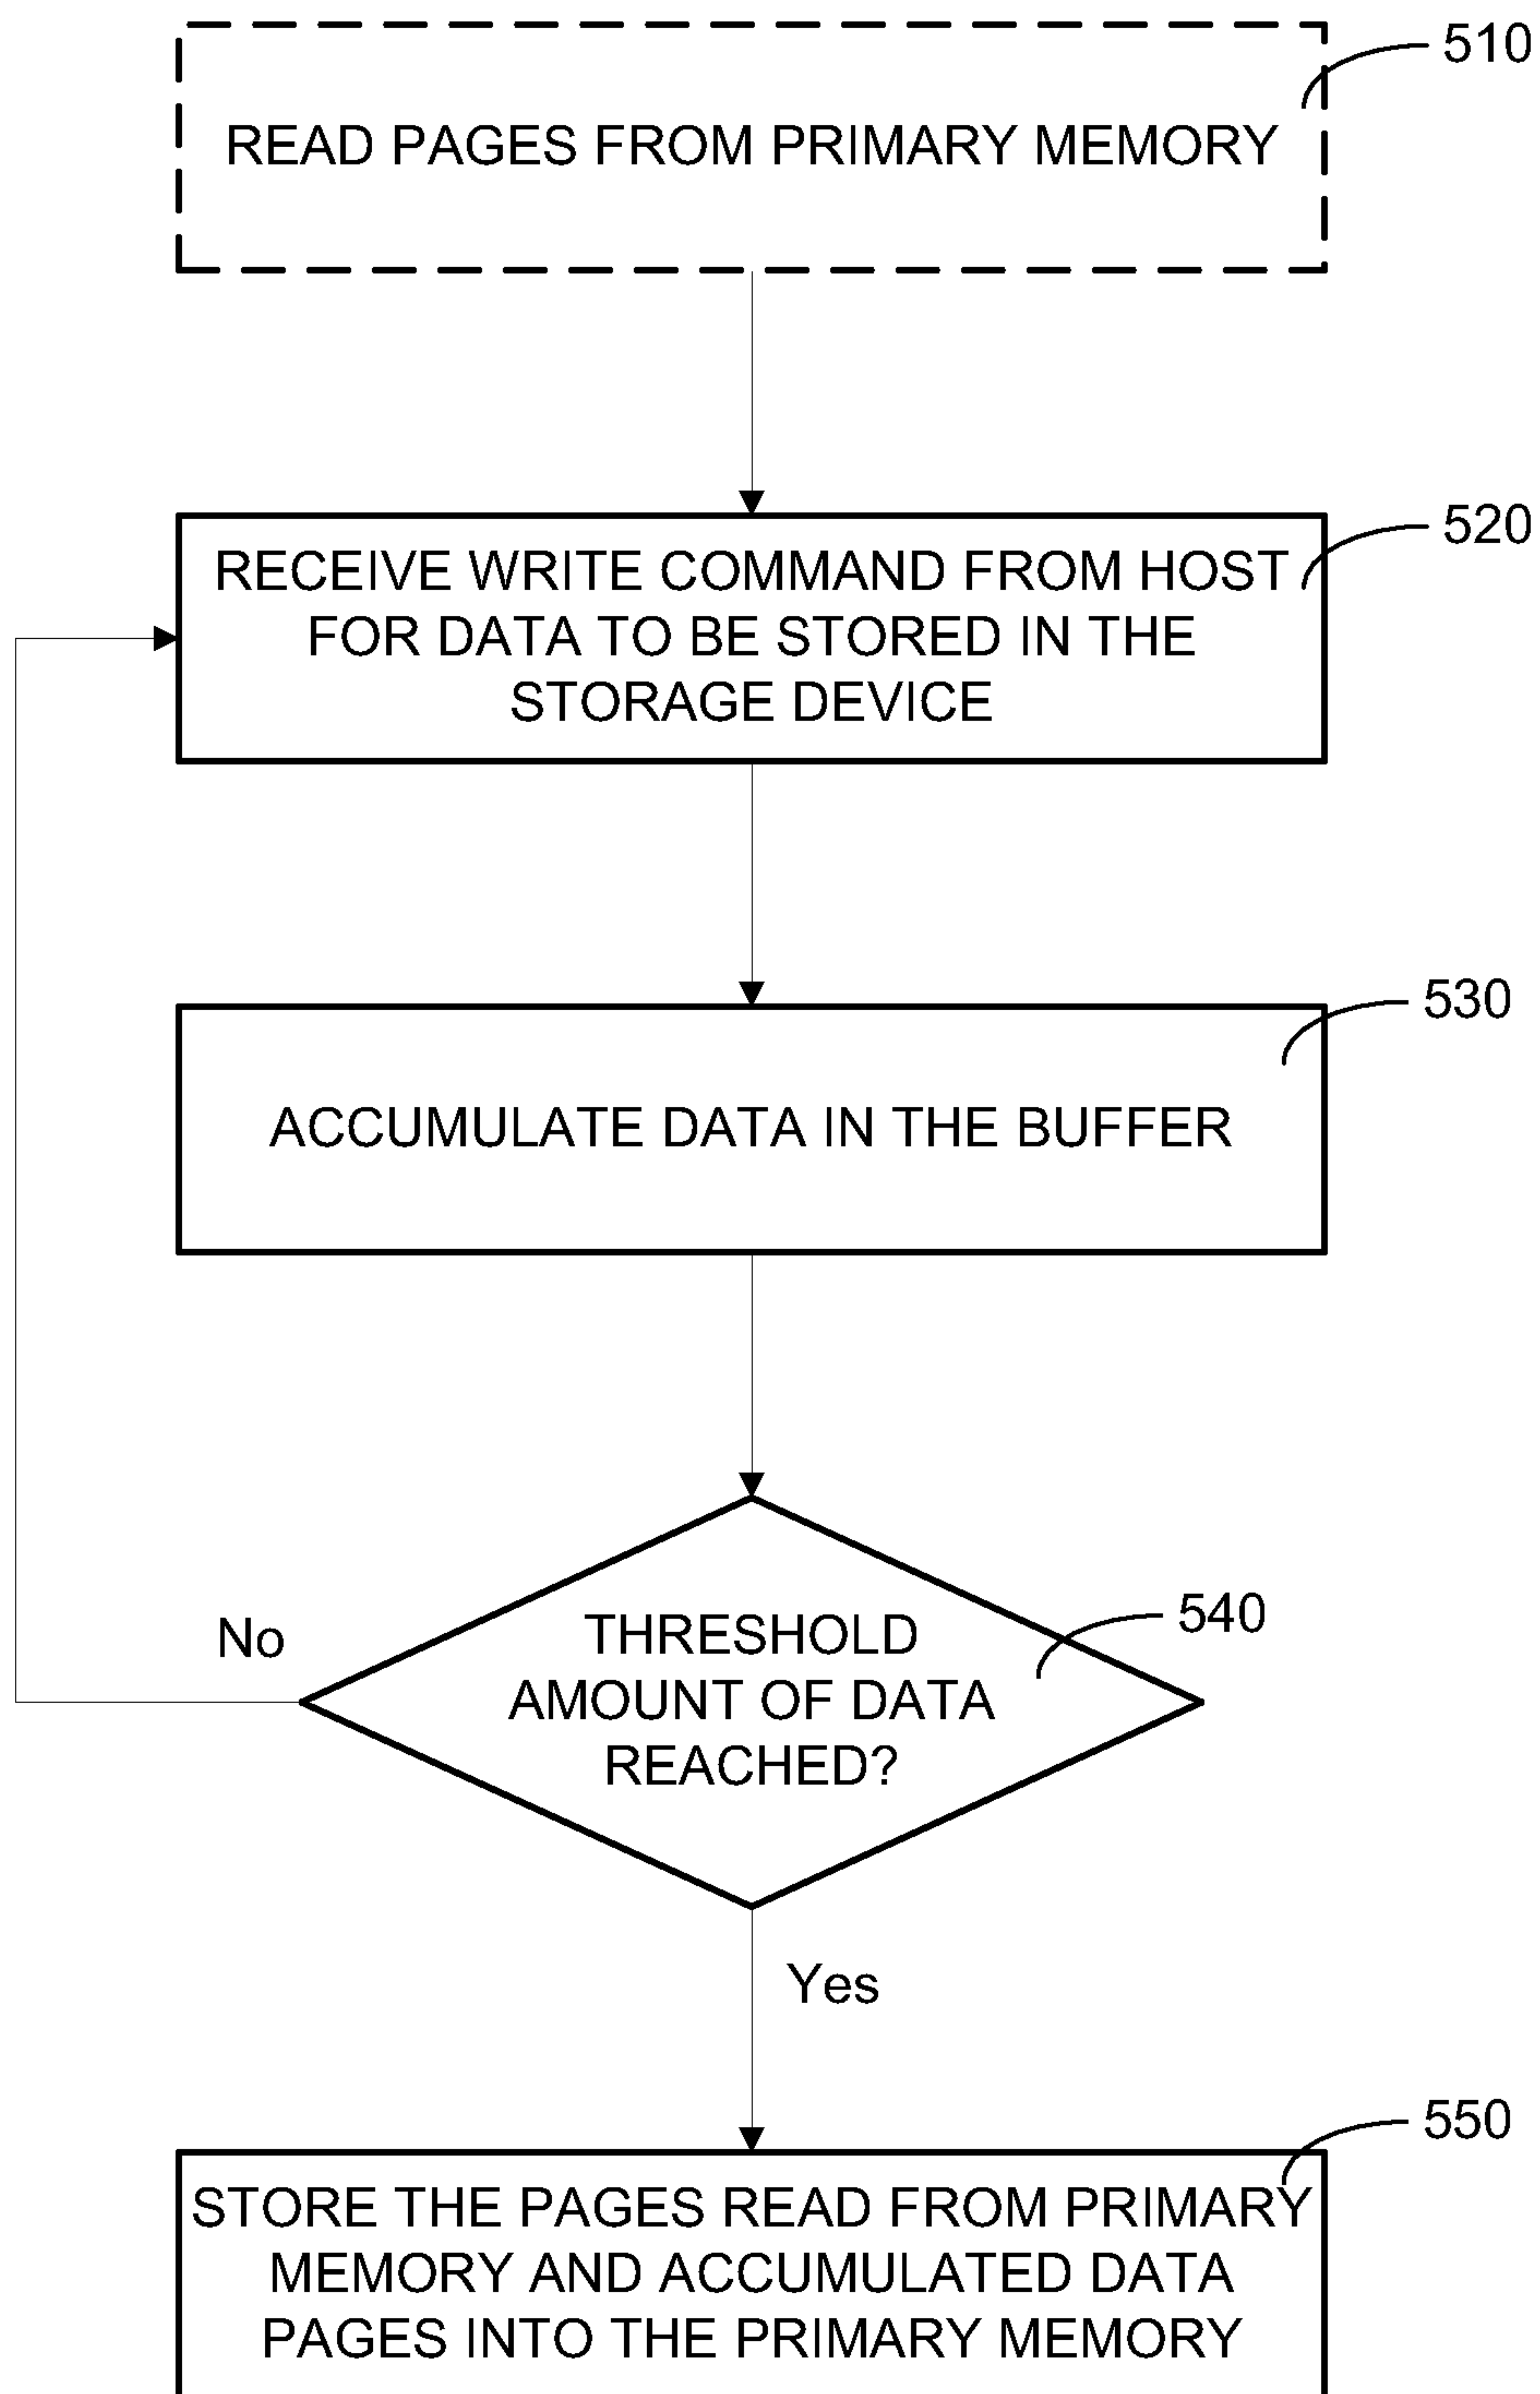 510
READ PAGES FROM PRIMARY MEMORY
520
RECEIVE WRITE COMMAND FROM HOST
FOR DATA TO BE STORED IN THE
STORAGE DEVICE
530
ACCUMULATE DATA IN THE BUFFER
540
THRESHOLD
AMOUNT OF DATA
REACHED?
No
Yes
550
STORE THE PAGES READ FROM PRIMARY
MEMORY AND ACCUMULATED DATA
PAGES INTO THE PRIMARY MEMORY